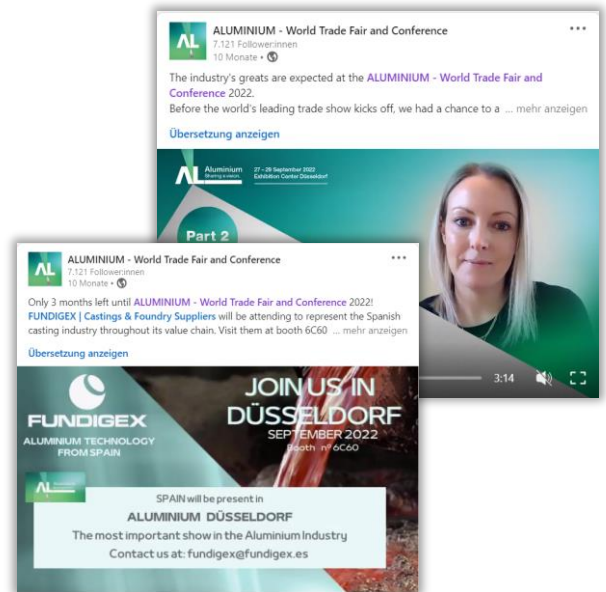 ALUMINIUM - World Trade Fair and Conference
7.121 Follower:innen
10 Monate •
The industry's greats are expected at the ALUMINIUM - World Trade Fair and
Conference 2022.
Before the world's leading trade show kicks off, we had a chance to a ... mehr anzeigen
Übersetzung anzeigen
AL Aluminium
Sharing a vision.
27 – 29 September 2022
Exhibition Center Düsseldorf
Part 2
3:14
ALUMINIUM - World Trade Fair and Conference
7.121 Follower:innen
10 Monate •
Only 3 months left until ALUMINIUM - World Trade Fair and Conference 2022!
FUNDIGEX | Castings & Foundry Suppliers will be attending to represent the Spanish
casting industry throughout its value chain. Visit them at booth 6C60 ... mehr anzeigen
Übersetzung anzeigen
FUNDIGEX
ALUMINIUM TECHNOLOGY
FROM SPAIN
JOIN US IN
DÜSSELDORF
SEPTEMBER 2022
Booth nº 6C60
AL
SPAIN will be present in
ALUMINIUM DÜSSELDORF
The most important show in the Aluminium Industry
Contact us at: fundigex@fundigex.es